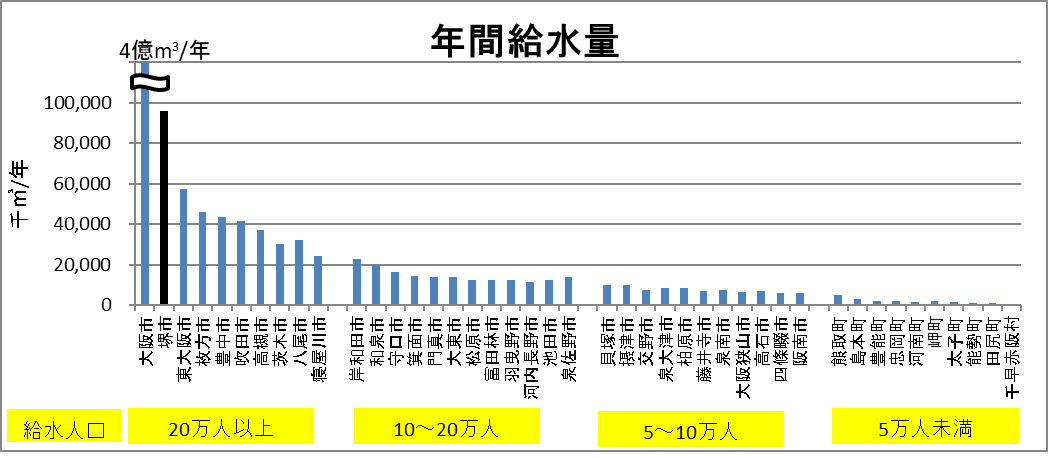 年間給水量
4億m³/年
千㎥/年
100,000
80,000
60,000
40,000
20,000
0
大阪市
堺市
東大阪市
枚方市
豊中市
吹田市
高槻市
茨木市
八尾市
寝屋川市
岸和田市
和泉市
守口市
箕面市
門真市
大東市
松原市
富田林市
羽曳野市
河内長野市
池田市
泉佐野市
貝塚市
摂津市
交野市
泉大津市
柏原市
藤井寺市
泉南市
大阪狭山市
高石市
四條畷市
阪南市
熊取町
島本町
豊能町
忠岡町
河南町
岬町
太子町
能勢町
田尻町
千早赤阪村
給水人口
20万人以上
10～20万人
5～10万人
5万人未満